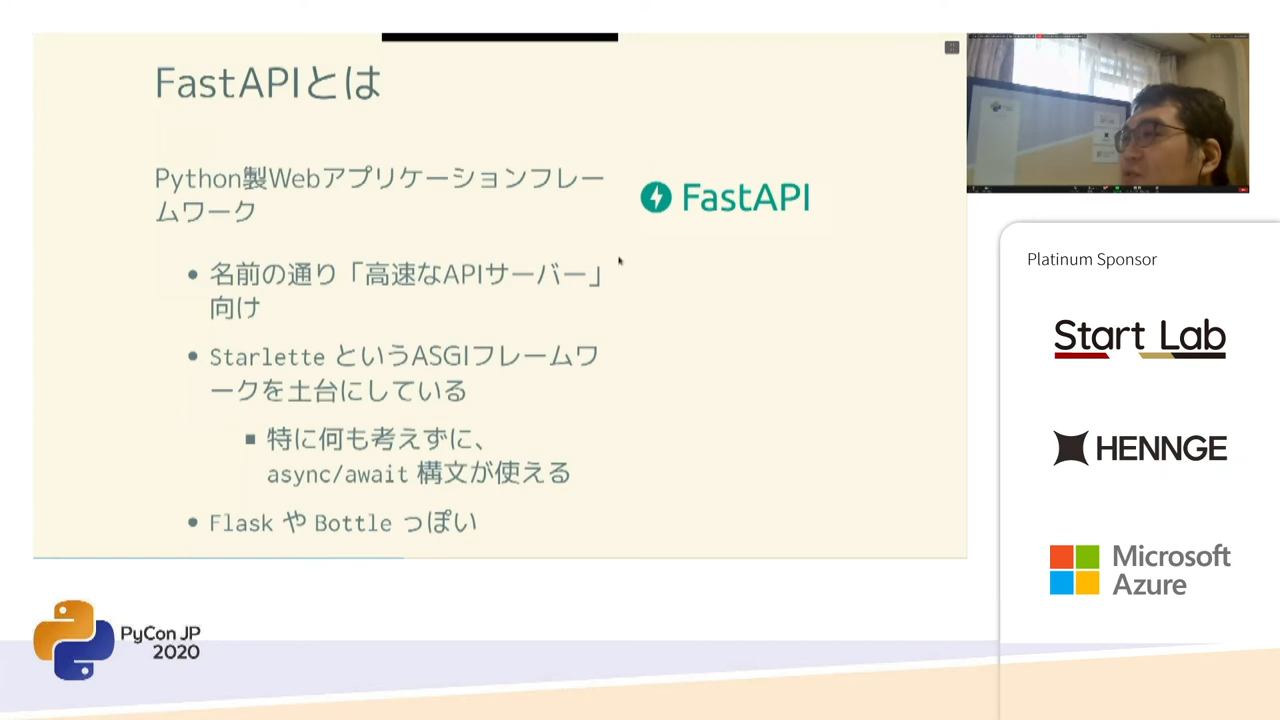 FastAPIとは
Python製Webアプリケーションフレー
ムワーク
FastAPI
• 名前の通り「高速なAPIサーバー」
向け
• Starlette というASGIフレームワ
ークを土台にしている
▪ 特に何も考えずに、
async/await 構文が使える
• Flask や Bottle っぽい
Platinum Sponsor
Start Lab
HENNGE
Microsoft
Azure
PyCon JP
2020